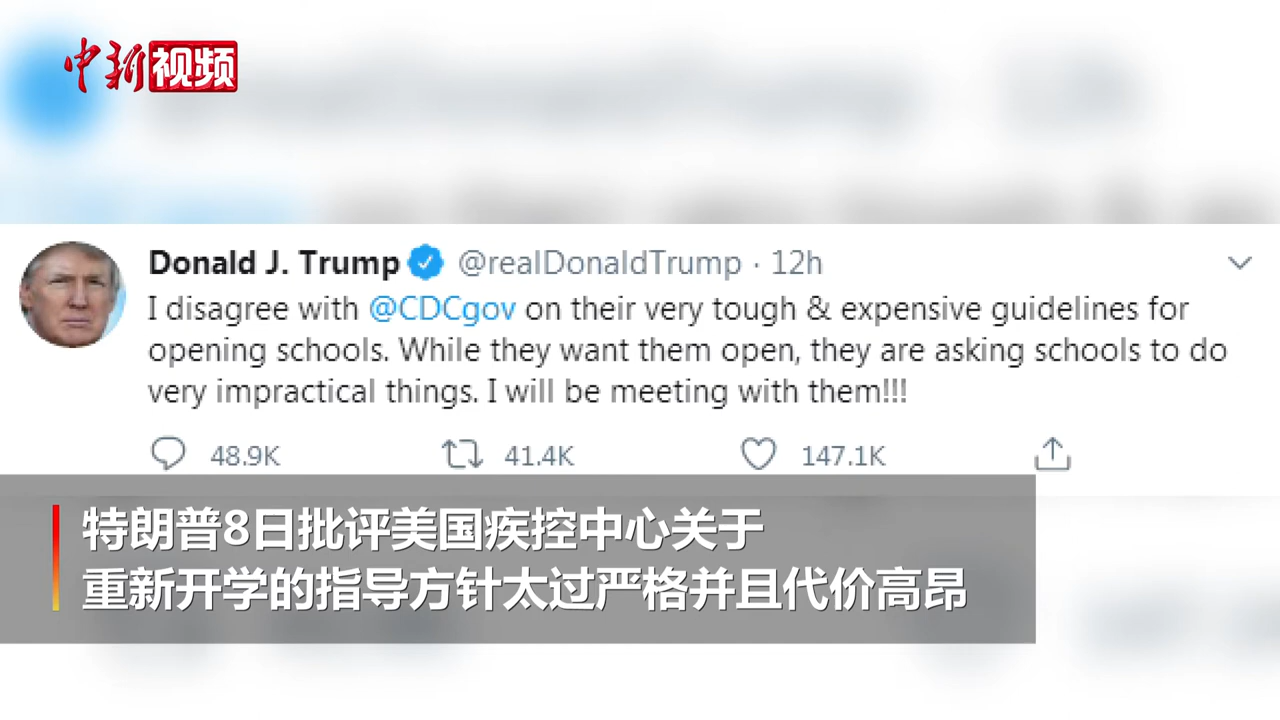 中新视频
Donald J. Trump @realDonaldTrump · 12h
I disagree with @CDCgov on their very tough & expensive guidelines for
opening schools. While they want them open, they are asking schools to do
very impractical things. I will be meeting with them!!!
48.9K 41.4K 147.1K
特朗普8日批评美国疾控中心关于
重新开学的指导方针太过严格并且代价高昂